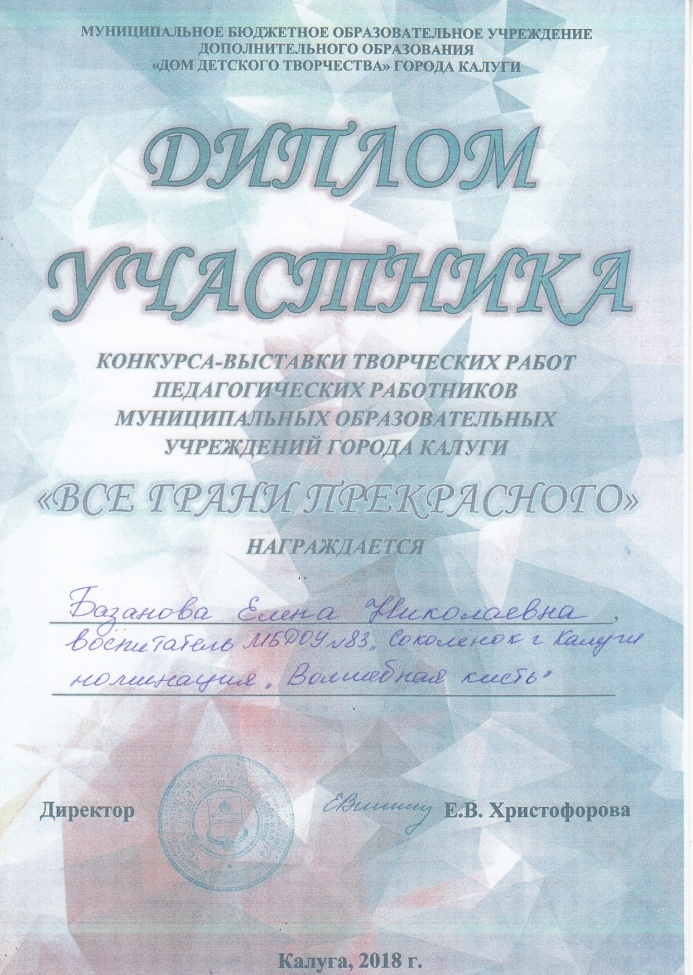 МУНИЦИПАЛЬНОЕ БЮДЖЕТНОЕ ОБРАЗОВАТЕЛЬНОЕ УЧРЕЖДЕНИЕ
ДОПОЛНИТЕЛЬНОГО ОБРАЗОВАНИЯ
«ДОМ ДЕТСКОГО ТВОРЧЕСТВА» ГОРОДА КАЛУГИ
ДИПЛОМ
УЧАСТНИКА
КОНКУРСА-ВЫСТАВКИ ТВОРЧЕСКИХ РАБОТ
ПЕДАГОГИЧЕСКИХ РАБОТНИКОВ
МУНИЦИПАЛЬНЫХ ОБРАЗОВАТЕЛЬНЫХ
УЧРЕЖДЕНИЙ ГОРОДА КАЛУГИ
«ВСЕ ГРАНИ ПРЕКРАСНОГО»
НАГРАЖДАЕТСЯ
Базанова Елена Николаевна,
воспитатель МБДОУ №83 „Соколенок г Калуги
номинация „Волшебная кисть"
Директор Е.В. Христофорова
Калуга, 2018 г.